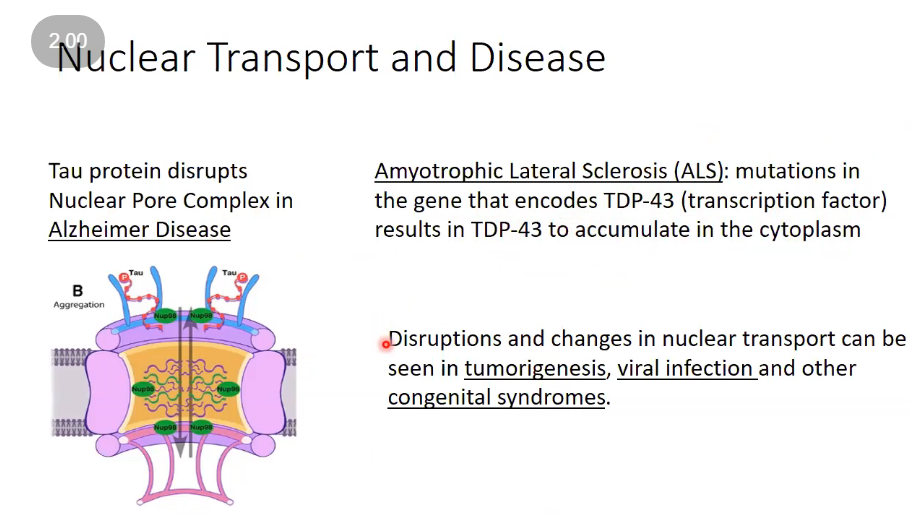 2.00
Nuclear Transport and Disease
Tau protein disrupts
Nuclear Pore Complex in
Alzheimer Disease
Amyotrophic Lateral Sclerosis (ALS): mutations in
the gene that encodes TDP-43 (transcription factor)
results in TDP-43 to accumulate in the cytoplasm
B
Aggregation
P Tau
Tau P
Nup98 Nup98
Nup98 Nup98
Nup98 Nup98
Disruptions and changes in nuclear transport can be
seen in tumorigenesis, viral infection and other
congenital syndromes.